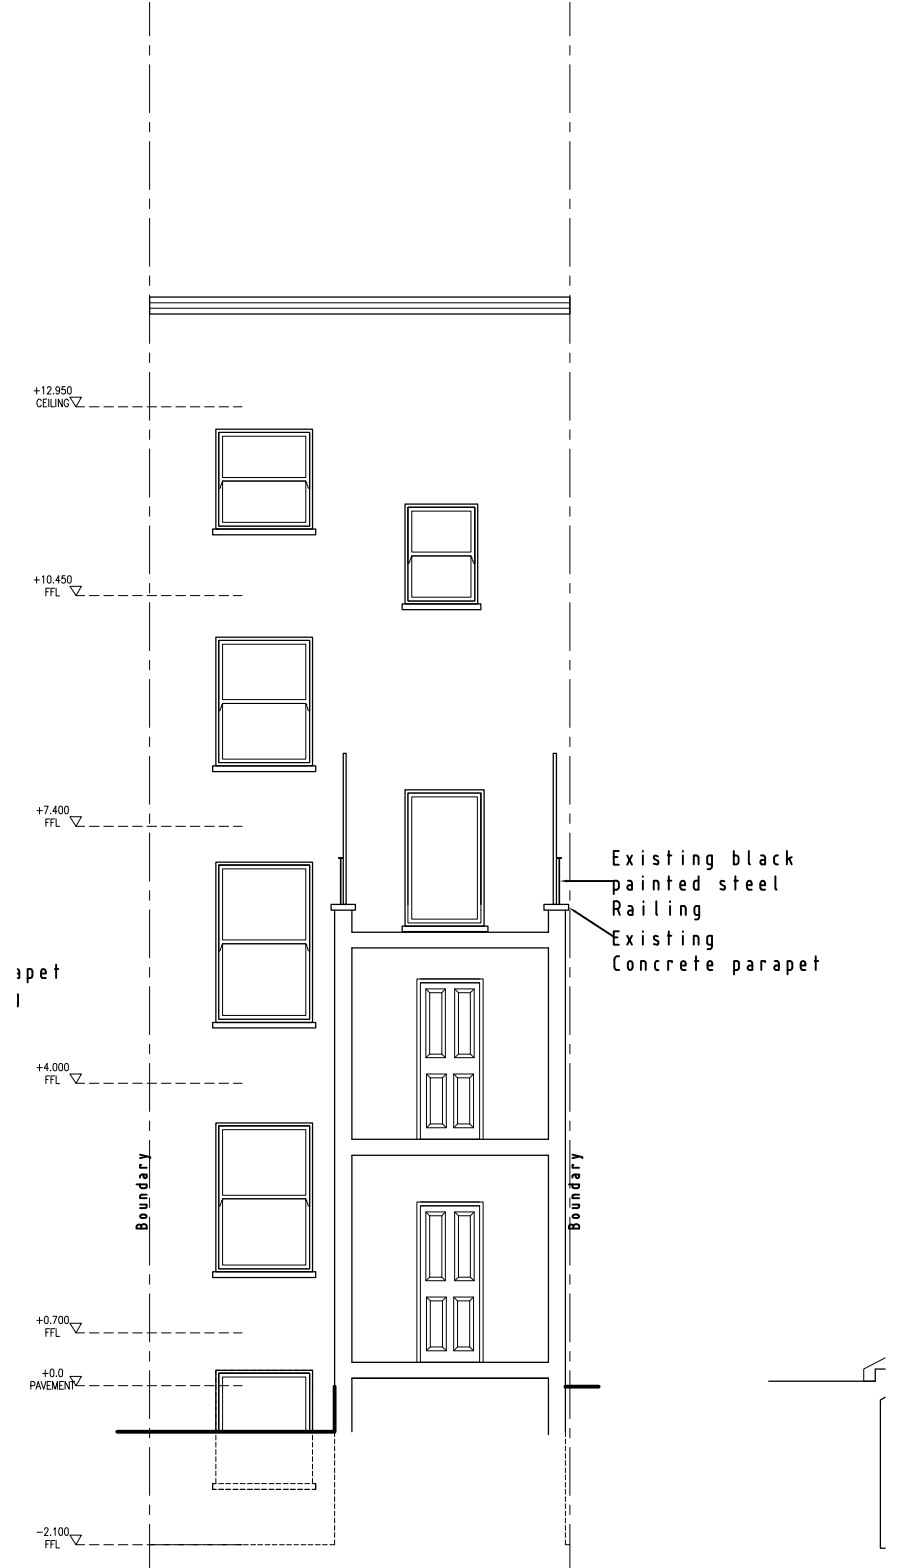 +12.950
CEILING
+10.450
FFL
+7.400
FFL
Existing black
painted steel
Railing
Existing
Concrete parapet
apet
+4.000
FFL
Boundary
Boundary
+0.700
FFL
+0.0
PAVEMENT
-2.100
FFL